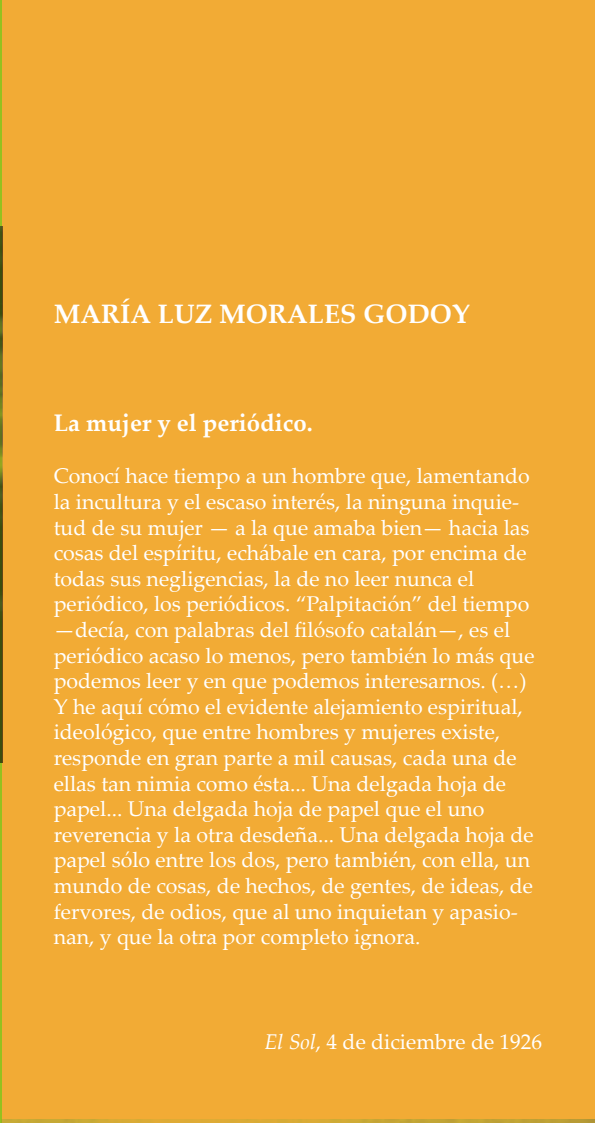 MARÍA LUZ MORALES GODOY
La mujer y el periódico.
Conocí hace tiempo a un hombre que, lamentando
la incultura y el escaso interés, la ninguna inquie-
tud de su mujer — a la que amaba bien— hacia las
cosas del espíritu, echábale en cara, por encima de
todas sus negligencias, la de no leer nunca el
periódico, los periódicos. “Palpitación” del tiempo
—decía, con palabras del filósofo catalán—, es el
periódico acaso lo menos, pero también lo más que
podemos leer y en que podemos interesarnos. (…)
Y he aquí cómo el evidente alejamiento espiritual,
ideológico, que entre hombres y mujeres existe,
responde en gran parte a mil causas, cada una de
ellas tan nimia como ésta... Una delgada hoja de
papel... Una delgada hoja de papel que el uno
reverencia y la otra desdeña... Una delgada hoja de
papel sólo entre los dos, pero también, con ella, un
mundo de cosas, de hechos, de gentes, de ideas, de
fervores, de odios, que al uno inquietan y apasio-
nan, y que la otra por completo ignora.
El Sol, 4 de diciembre de 1926